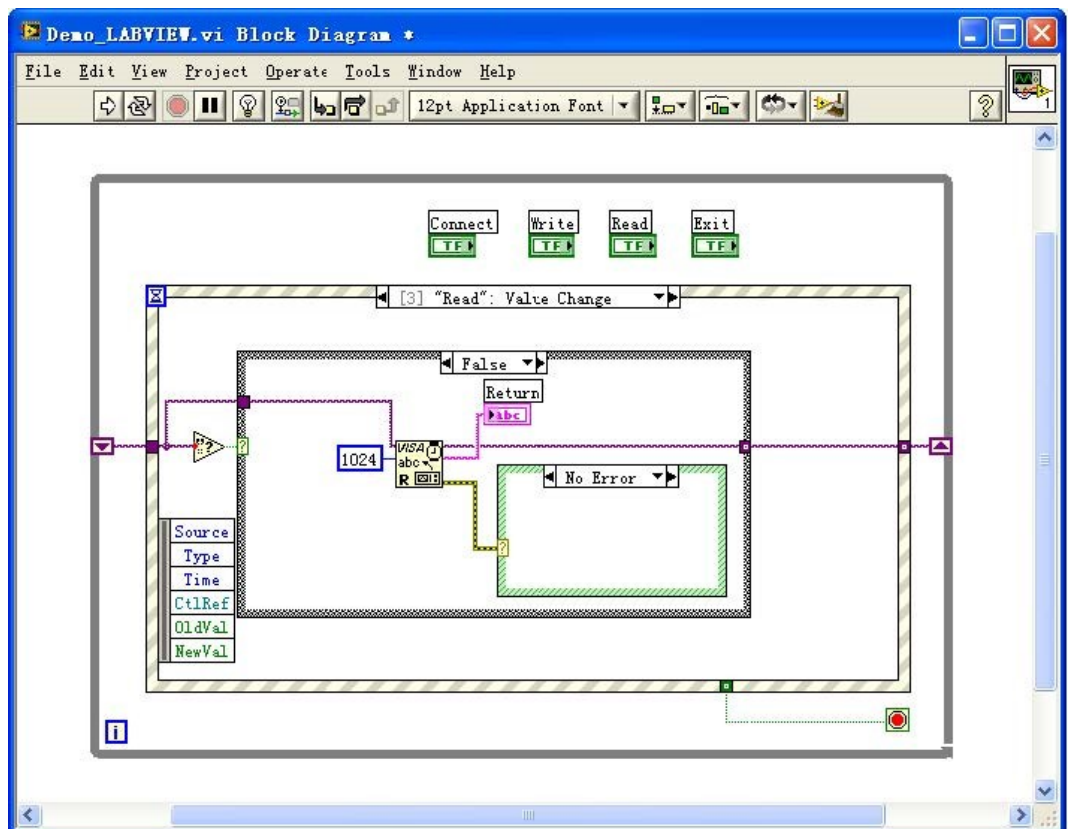 Demo_LABVIEW.vi Block Diagram *
File Edit View Project Operate Tools Window Help
12pt Application Font
?
1
Connect Write Read Exit
TF TF TF TF
[3] "Read": Value Change
False
Return
abc
?
?
1024
VISA
abc
R
No Error
?
Source
Type
Time
CtlRef
OldVal
NewVal
i